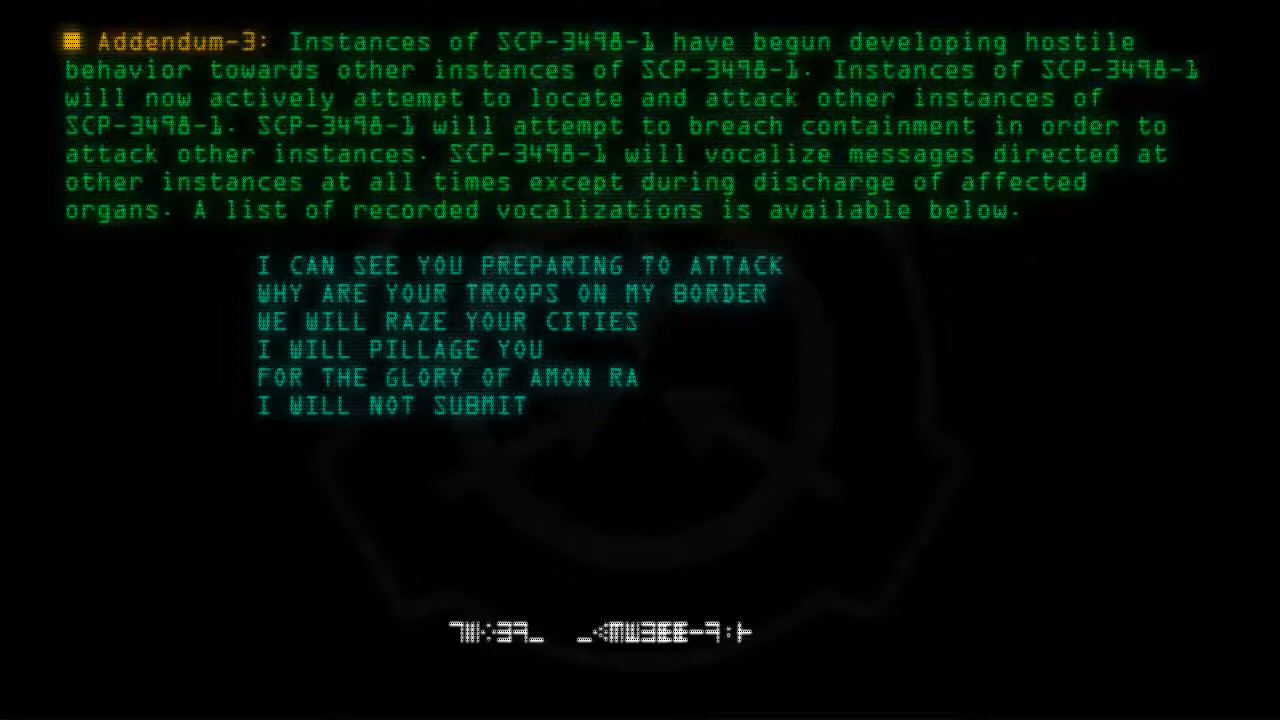 Addendum-3: Instances of SCP-3498-1 have begun developing hostile
behavior towards other instances of SCP-3498-1. Instances of SCP-3498-1
will now actively attempt to locate and attack other instances of
SCP-3498-1. SCP-3498-1 will attempt to breach containment in order to
attack other instances. SCP-3498-1 will vocalize messages directed at
other instances at all times except during discharge of affected
organs. A list of recorded vocalizations is available below.
I CAN SEE YOU PREPARING TO ATTACK
WHY ARE YOUR TROOPS ON MY BORDER
WE WILL RAZE YOUR CITIES
I WILL PILLAGE YOU
FOR THE GLORY OF AMON RA
I WILL NOT SUBMIT